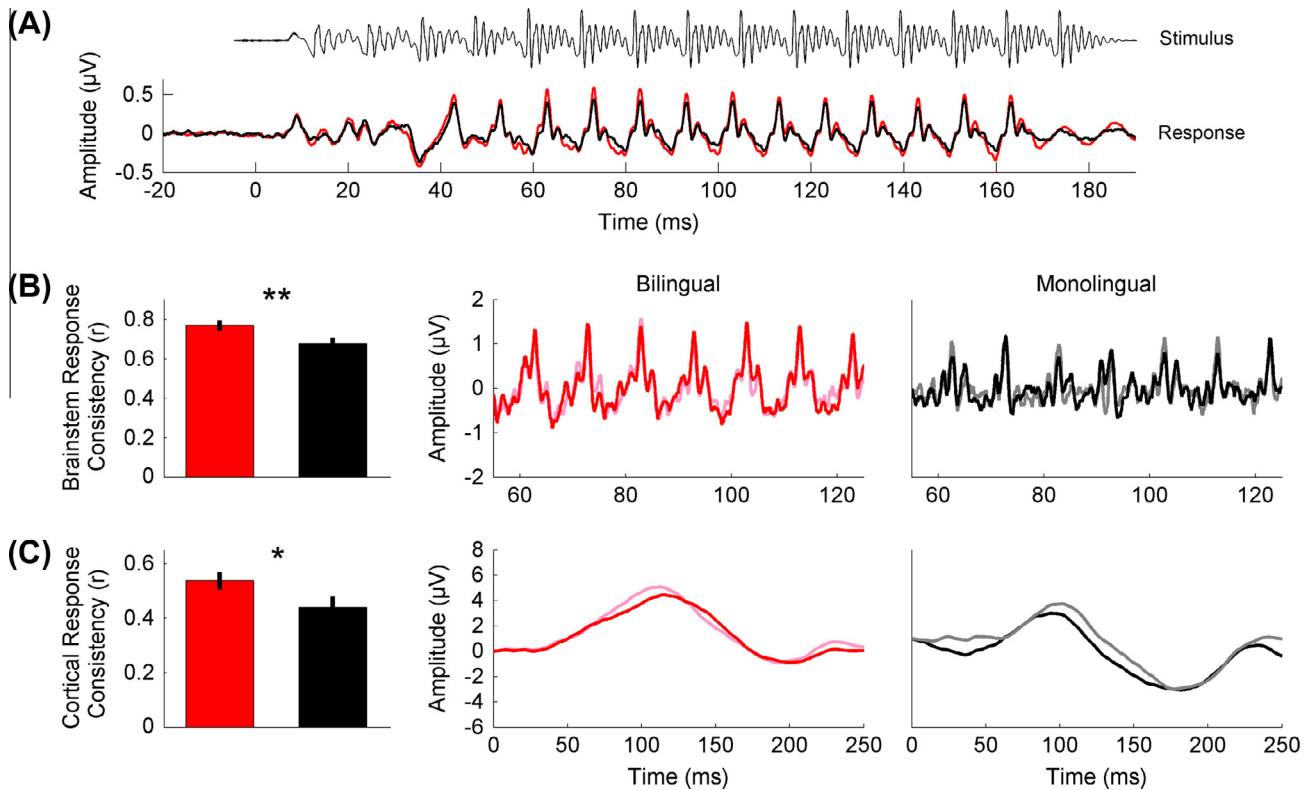 (A)
Stimulus
Amplitude (µV)
0.5
0
-0.5
Response
-20 0 20 40 60 80 100 120 140 160 180
Time (ms)
(B)
Brainstem Response
Consistency (r)
0.8
0.6
0.4
0.2
0
**
Bilingual
Amplitude (µV)
2
1
0
-1
-2
60 80 100 120
Monolingual
60 80 100 120
(C)
Cortical Response
Consistency (r)
0.6
0.4
0.2
0
*
Amplitude (µV)
8
6
4
2
0
-2
-4
-6
0 50 100 150 200 250
Time (ms)
0 50 100 150 200 250
Time (ms)